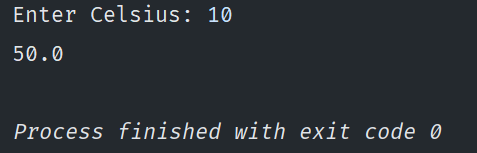 Enter Celsius: 10
50.0
Process finished with exit code 0